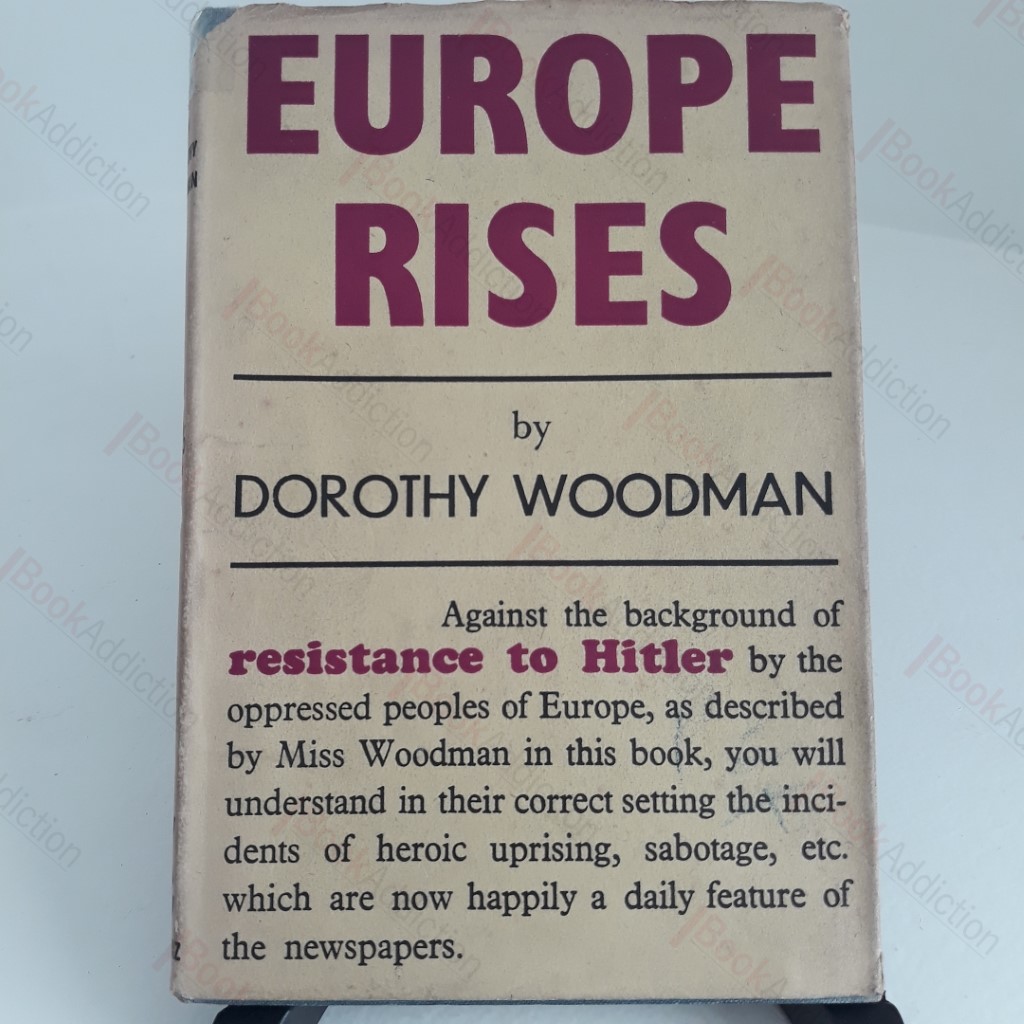 EUROPE
RISES
by
DOROTHY WOODMAN
Against the background of
resistance to Hitler by the
oppressed peoples of Europe, as described
by Miss Woodman in this book, you will
understand in their correct setting the inci-
dents of heroic uprising, sabotage, etc.
which are now happily a daily feature of
the newspapers.
BookAddiction